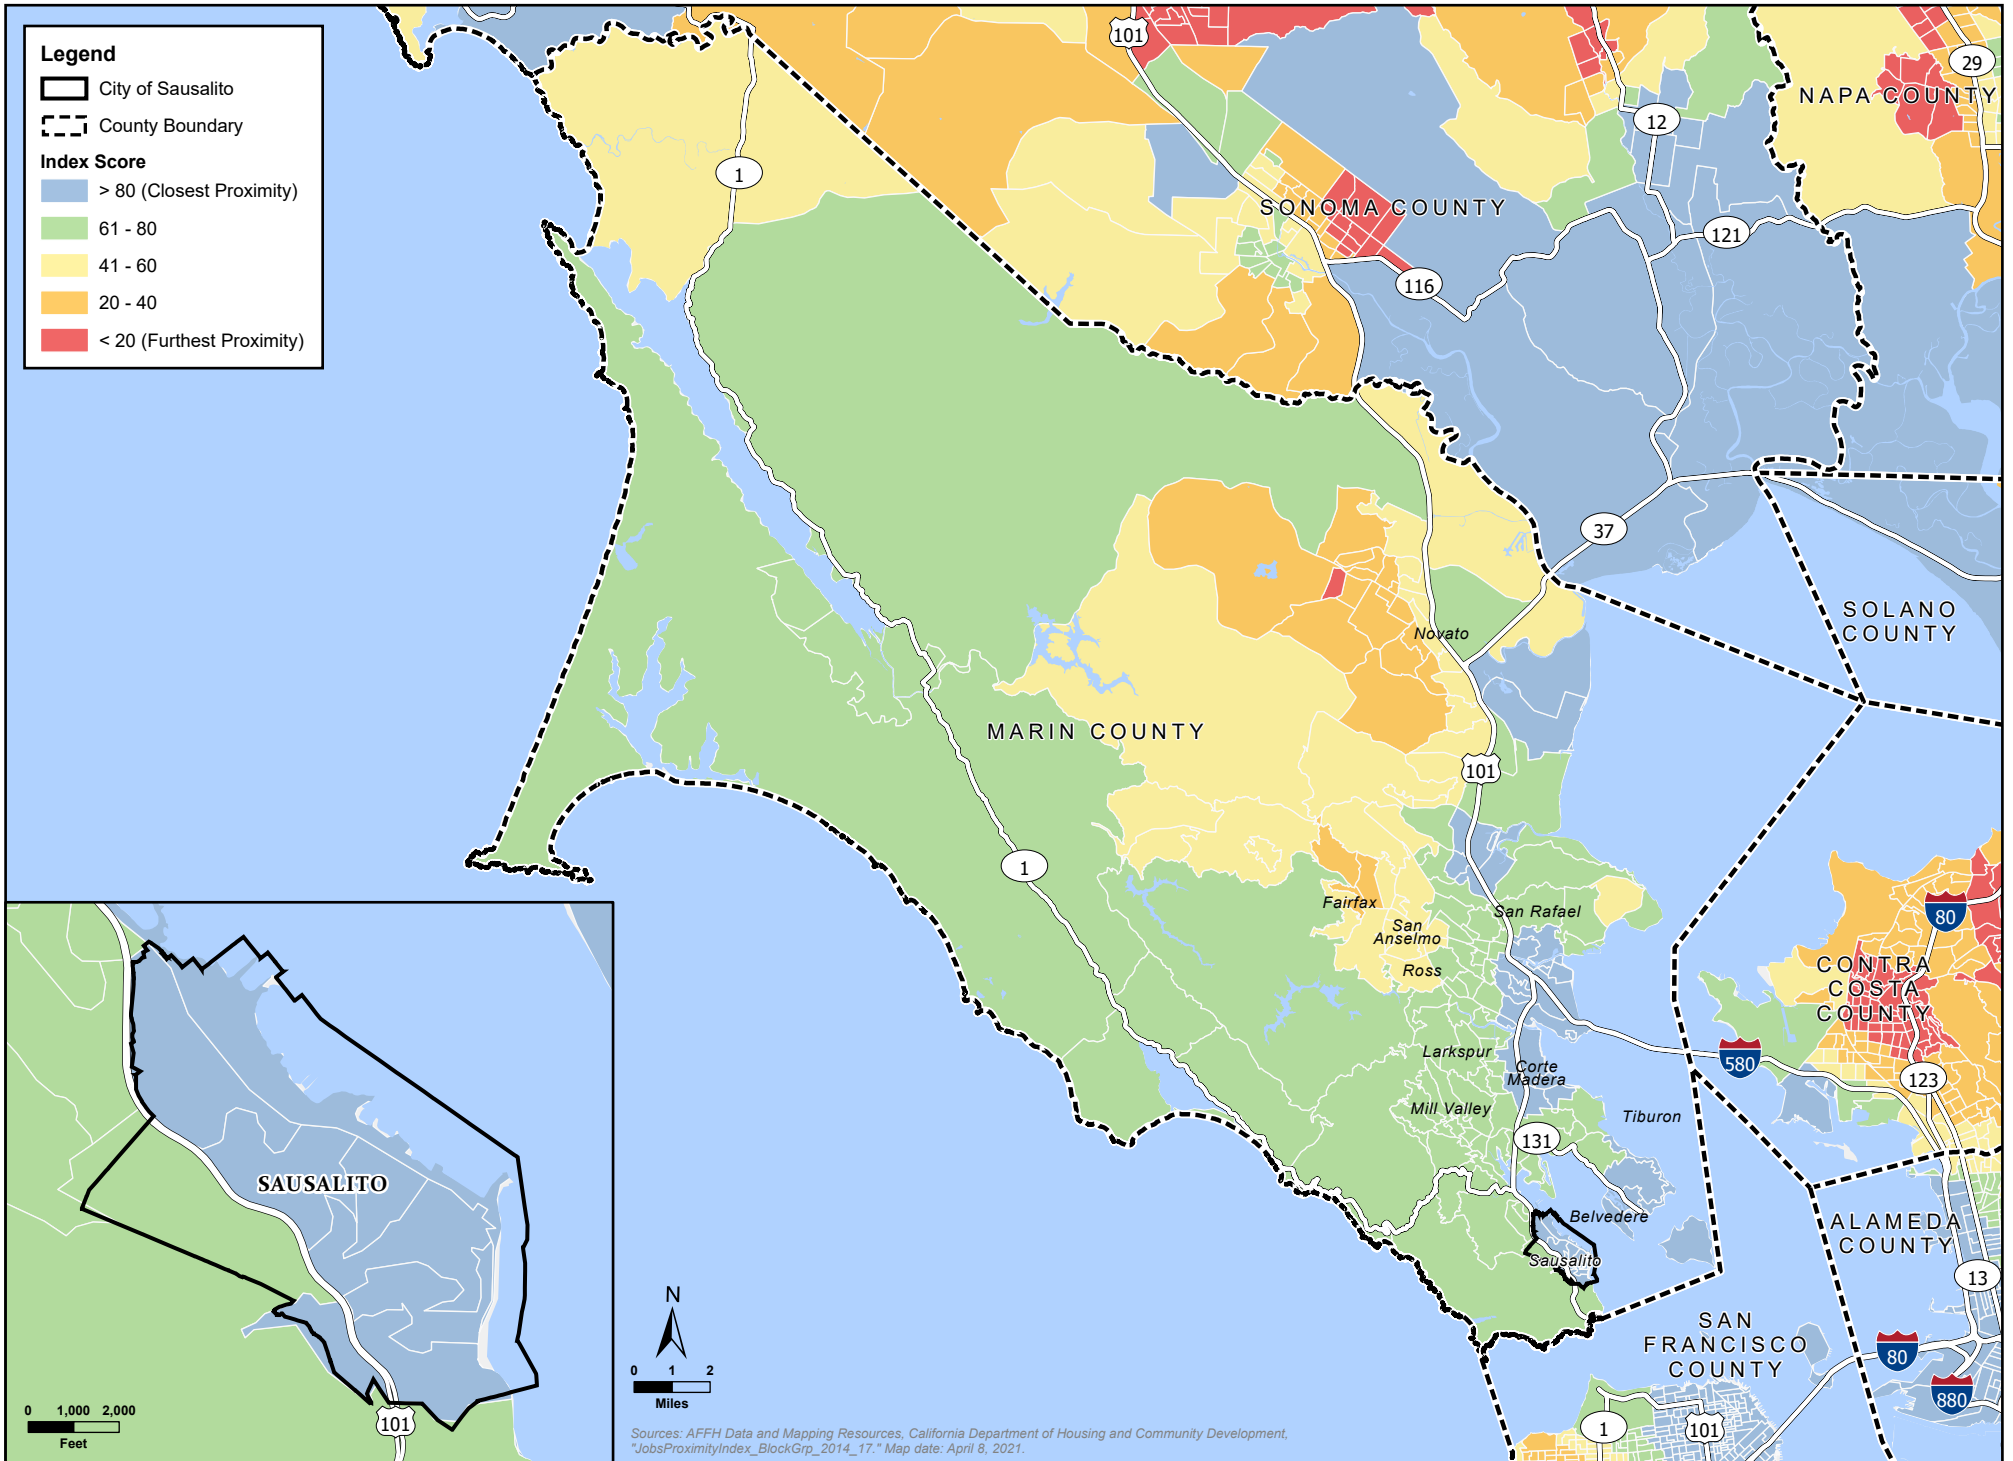 Legend
City of Sausalito
County Boundary
Index Score
> 80 (Closest Proximity)
61 - 80
41 - 60
20 - 40
< 20 (Furthest Proximity)
101
29
NAPA COUNTY
12
1
SONOMA COUNTY
121
116
37
SOLANO
COUNTY
Novato
MARIN COUNTY
101
1
Fairfax
San Rafael
San
Anselmo
Ross
80
CONTRA
COSTA
COUNTY
Larkspur
Corte
Madera
580
123
Mill Valley
Tiburon
131
Belvedere
Sausalito
ALAMEDA
COUNTY
13
SAN
FRANCISCO
COUNTY
80
880
1
101
SAUSALITO
101
0 1,000 2,000
Feet
N
0 1 2
Miles
Sources: AFFH Data and Mapping Resources, California Department of Housing and Community Development,
"JobsProximityIndex_BlockGrp_2014_17." Map date: April 8, 2021.